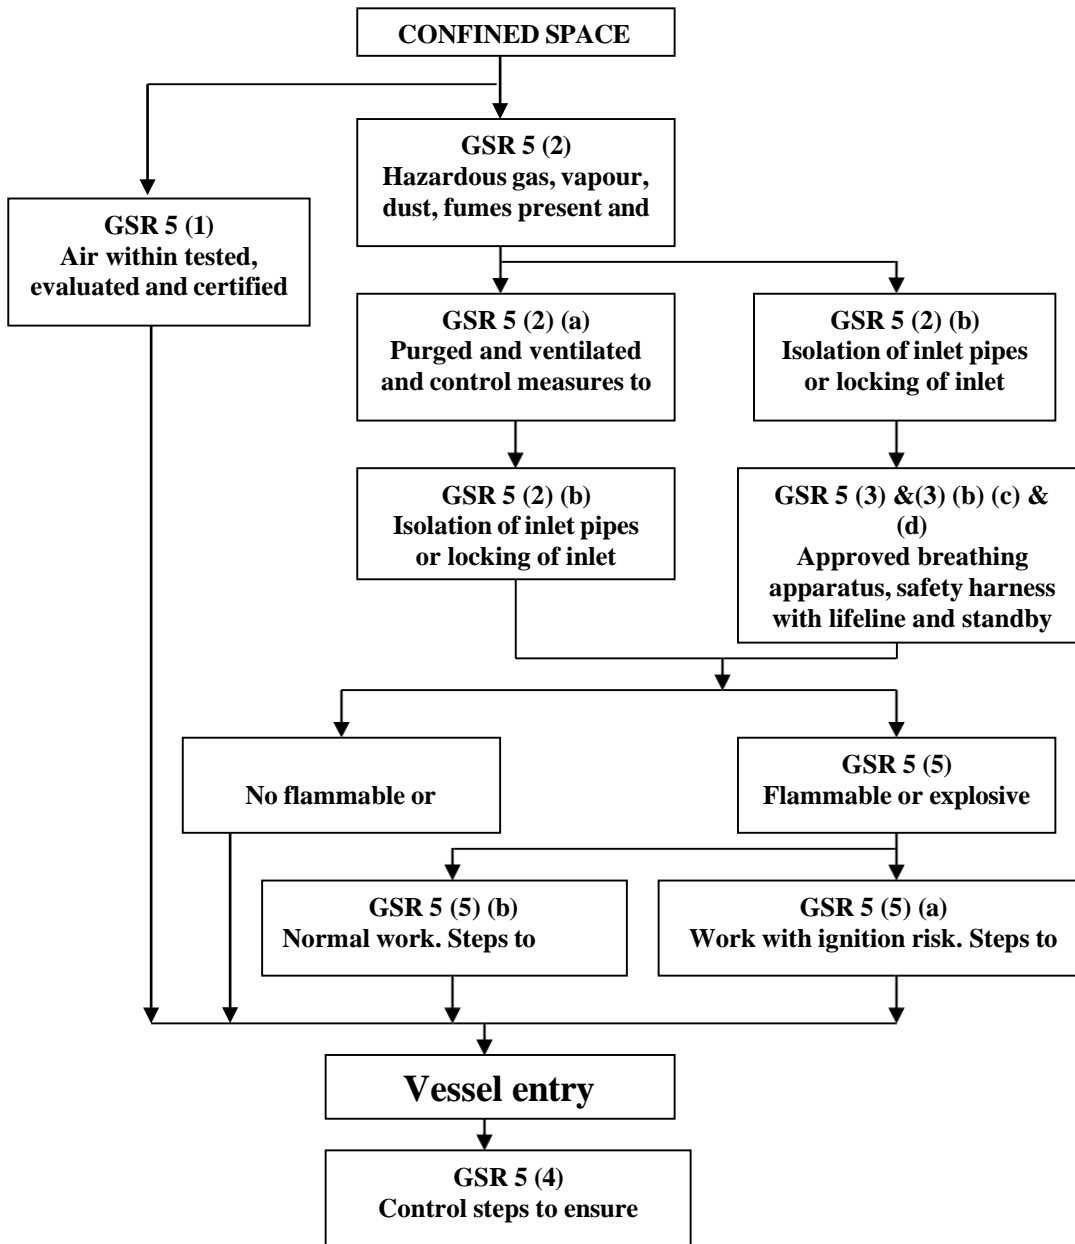 CONFINED SPACE
GSR 5 (2)
Hazardous gas, vapour,
dust, fumes present and
GSR 5 (1)
Air within tested,
evaluated and certified
GSR 5 (2) (a)
Purged and ventilated
and control measures to
GSR 5 (2) (b)
Isolation of inlet pipes
or locking of inlet
GSR 5 (2) (b)
Isolation of inlet pipes
or locking of inlet
GSR 5 (3) &(3) (b) (c) &
(d)
Approved breathing
apparatus, safety harness
with lifeline and standby
No flammable or
GSR 5 (5)
Flammable or explosive
GSR 5 (5) (b)
Normal work. Steps to
GSR 5 (5) (a)
Work with ignition risk. Steps to
Vessel entry
GSR 5 (4)
Control steps to ensure